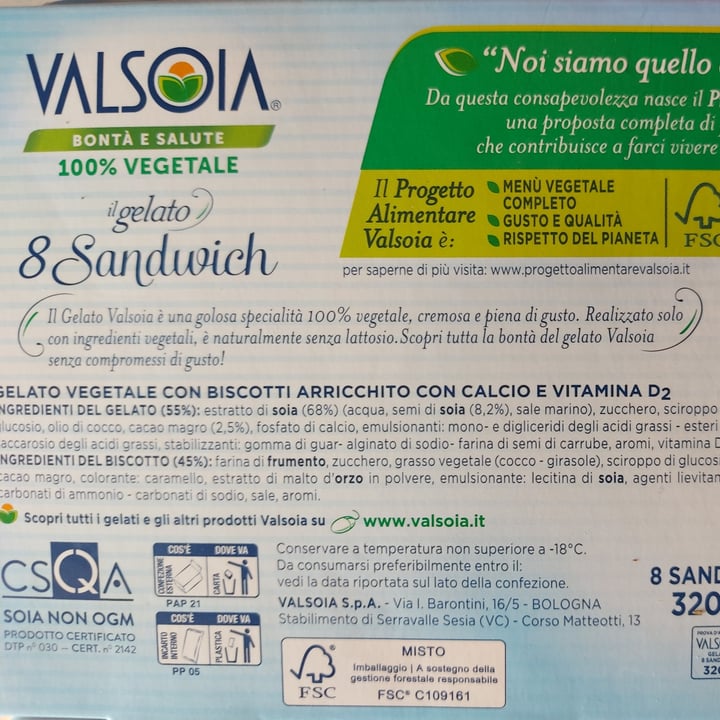 VALSOIA®
BONTÀ E SALUTE
100% VEGETALE
il gelato
8 Sandwich
“Noi siamo quello
Da questa consapevolezza nasce il P
una proposta completa di
che contribuisce a farci vivere
Il Progetto
Alimentare
Valsoia è:
MENÙ VEGETALE
COMPLETO
GUSTO E QUALITÀ
RISPETTO DEL PIANETA
FSC
per saperne di più visita: www.progettoalimentarevalsoia.it
Il Gelato Valsoia è una golosa specialità 100% vegetale, cremosa e piena di gusto. Realizzato solo
con ingredienti vegetali, è naturalmente senza lattosio. Scopri tutta la bontà del gelato Valsoia
senza compromessi di gusto!
GELATO VEGETALE CON BISCOTTI ARRICCHITO CON CALCIO E VITAMINA D2
INGREDIENTI DEL GELATO (55%): estratto di soia (68%) (acqua, semi di soia (8,2%), sale marino), zucchero, sciroppo
glucosio, olio di cocco, cacao magro (2,5%), fosfato di calcio, emulsionanti: mono- e digliceridi degli acidi grassi - esteri
saccarosio degli acidi grassi, stabilizzanti: gomma di guar- alginato di sodio- farina di semi di carrube, aromi, vitamina D
INGREDIENTI DEL BISCOTTO (45%): farina di frumento, zucchero, grasso vegetale (cocco - girasole), sciroppo di glucosi
cacao magro, colorante: caramello, estratto di malto d'orzo in polvere, emulsionante: lecitina di soia, agenti lievitan
carbonati di ammonio - carbonati di sodio, sale, aromi.
Scopri tutti i gelati e gli altri prodotti Valsoia su www.valsoia.it
CSQA
SOIA NON OGM
PRODOTTO CERTIFICATO
DTP n° 030 – CERT. n° 2142
COS'È DOVE VA
CONFEZIONE
ESTERNA
CARTA
PAP 21
COS'È DOVE VA
INCARTO
INTERNO
PLASTICA
PP 05
Conservare a temperatura non superiore a -18°C.
Da consumarsi preferibilmente entro il:
vedi la data riportata sul lato della confezione.
VALSOIA S.p.A. - Via I. Barontini, 16/5 - BOLOGNA
Stabilimento di Serravalle Sesia (VC) - Corso Matteotti, 13
FSC
MISTO
Imballaggio | A sostegno della
gestione forestale responsabile
FSC® C109161
8 SAND
320
PROVA D'A
VALS
GELA
8 SAND
320